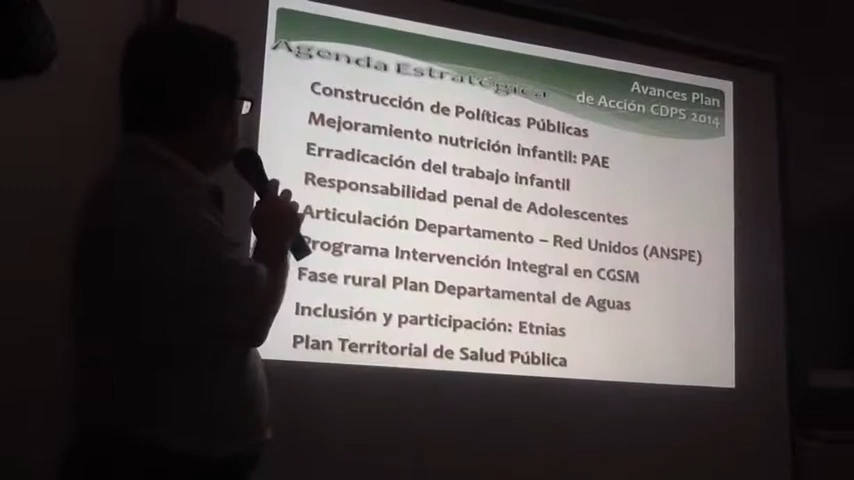 Agenda Estratégica
Avances Plan
de Acción CDPS 2014
Construcción de Políticas Públicas
Mejoramiento nutrición infantil: PAE
Erradicación del trabajo infantil
Responsabilidad penal de Adolescentes
Articulación Departamento – Red Unidos (ANSPE)
Programa Intervención Integral en CGSM
Fase rural Plan Departamental de Aguas
Inclusión y participación: Etnias
Plan Territorial de Salud Pública